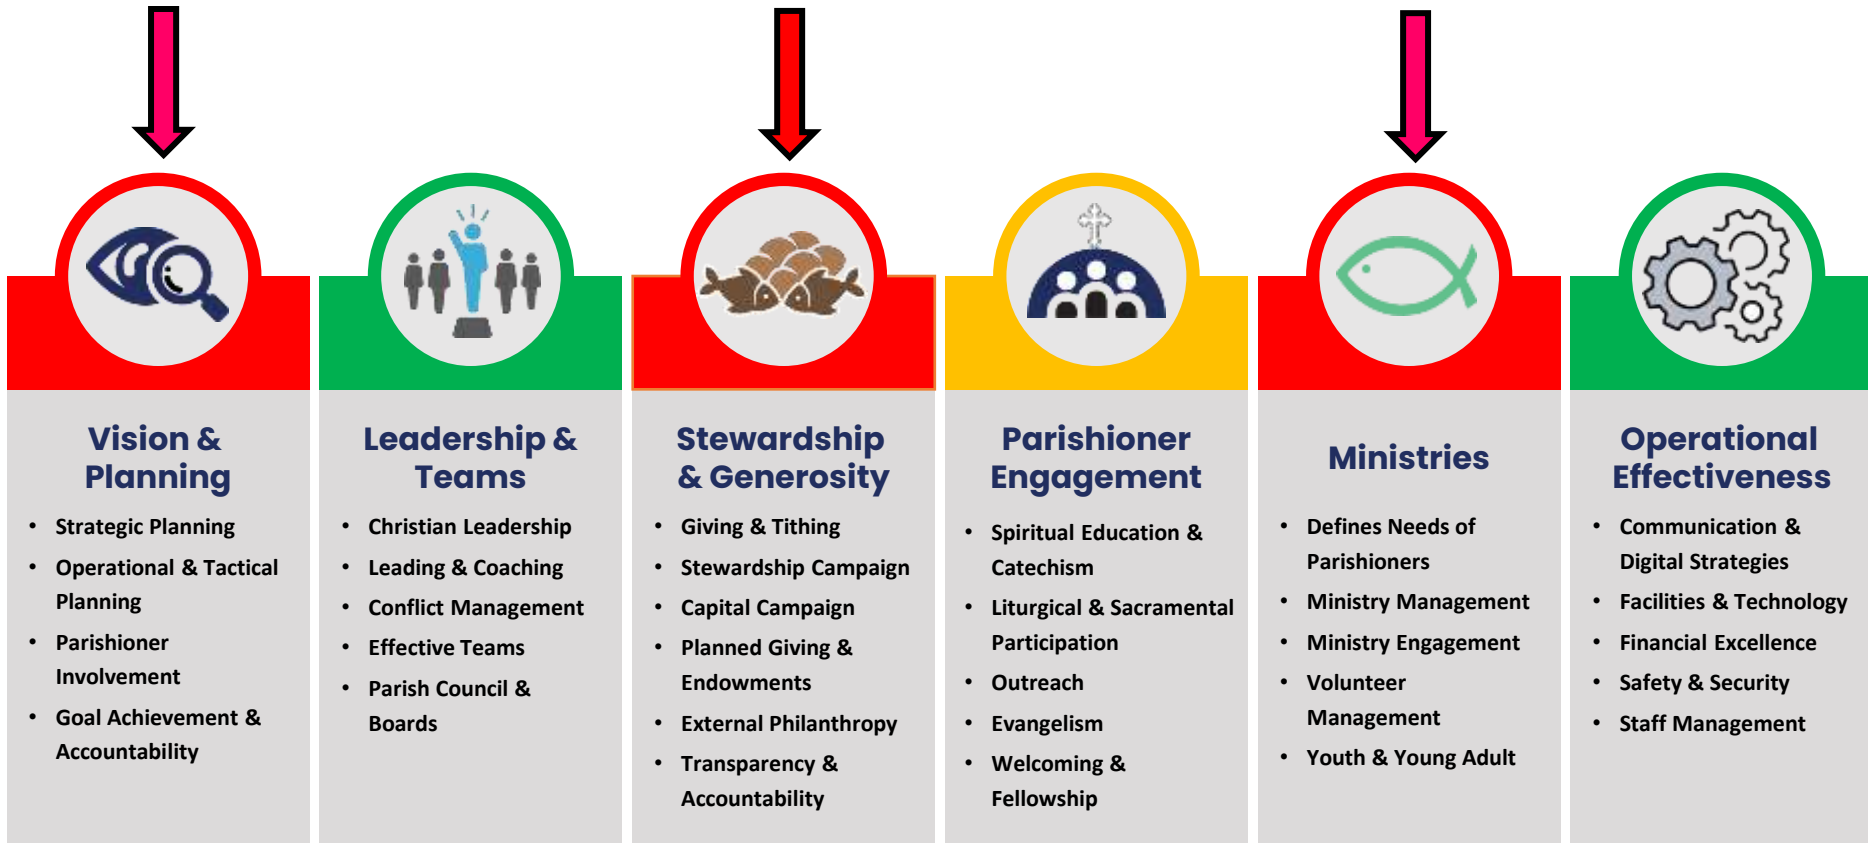 Vision &
Planning
• Strategic Planning
• Operational & Tactical
Planning
• Parishioner
Involvement
• Goal Achievement &
Accountability
Leadership &
Teams
• Christian Leadership
• Leading & Coaching
• Conflict Management
• Effective Teams
• Parish Council &
Boards
Stewardship
& Generosity
• Giving & Tithing
• Stewardship Campaign
• Capital Campaign
• Planned Giving &
Endowments
• External Philanthropy
• Transparency &
Accountability
Parishioner
Engagement
• Spiritual Education &
Catechism
• Liturgical & Sacramental
Participation
• Outreach
• Evangelism
• Welcoming &
Fellowship
Ministries
• Defines Needs of
Parishioners
• Ministry Management
• Ministry Engagement
• Volunteer
Management
• Youth & Young Adult
Operational
Effectiveness
• Communication &
Digital Strategies
• Facilities & Technology
• Financial Excellence
• Safety & Security
• Staff Management